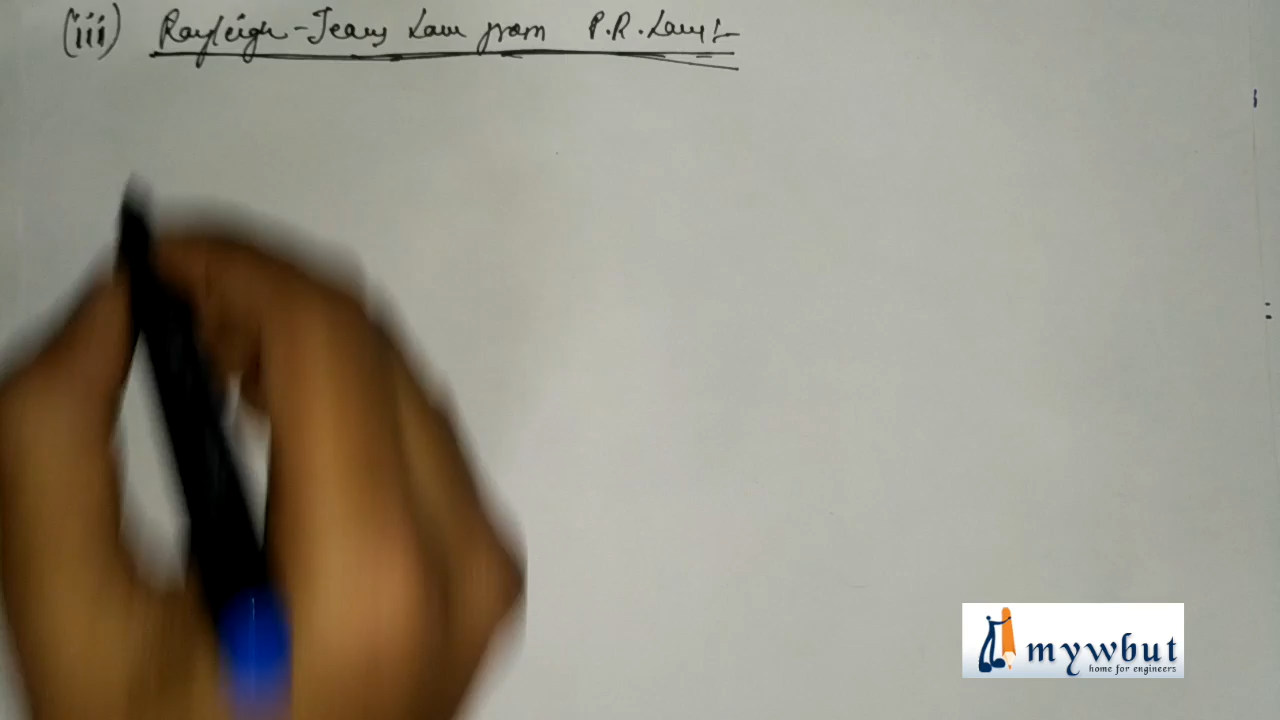 (iii) Rayleigh-Jeans Law from P.R. Law :-
mywbut
home for engineers